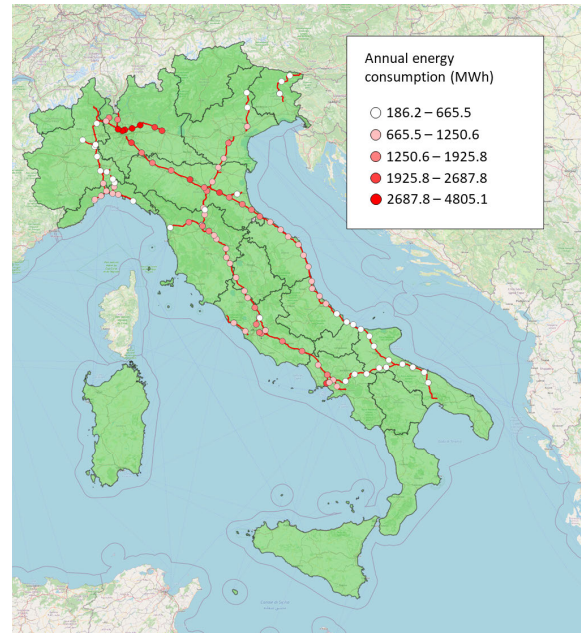 Annual energy
consumption (MWh)
186.2 – 665.5
665.5 – 1250.6
1250.6 – 1925.8
1925.8 – 2687.8
2687.8 – 4805.1